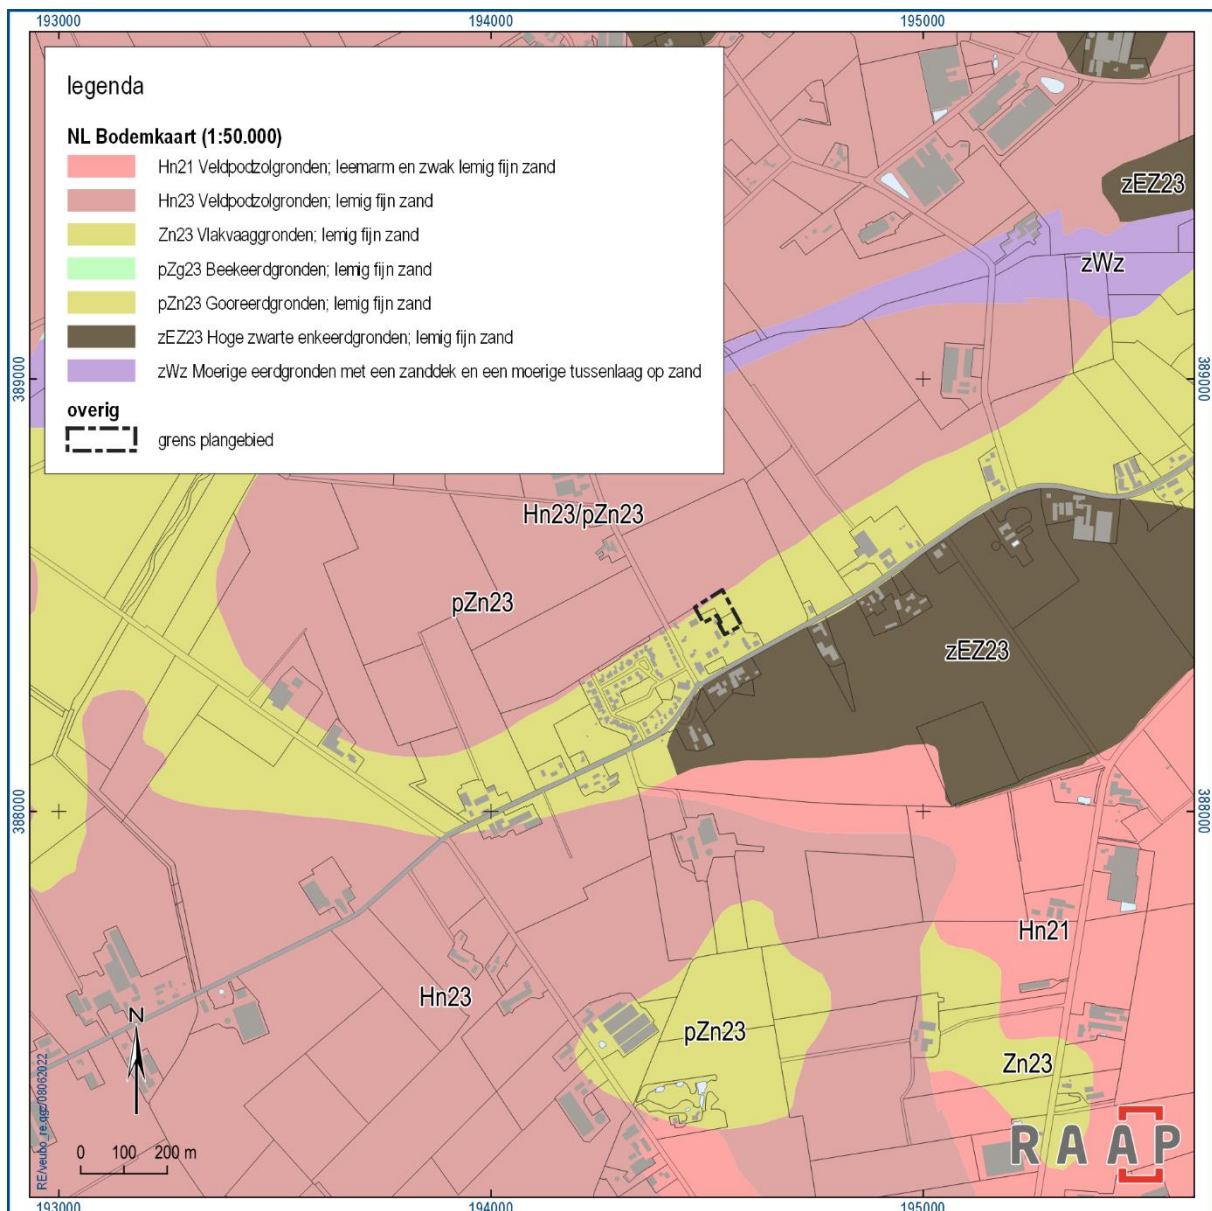 193000 194000 195000
legenda
NL Bodemkaart (1:50.000)
Hn21 Veldpodzolgronden; leemarm en zwak lemig fijn zand
Hn23 Veldpodzolgronden; lemig fijn zand
Zn23 Vlakvaaggronden; lemig fijn zand
pZg23 Beekeerdgronden; lemig fijn zand
pZn23 Gooreerdgronden; lemig fijn zand
zEZ23 Hoge zwarte enkeerdgronden; lemig fijn zand
zWz Moerige eerdgronden met een zanddek en een moerige tussenlaag op zand
overig
grens plangebied
zEZ23
zWz
389000 389000
Hn23/pZn23
pZn23
zEZ23
388000 388000
Hn21
Hn23
pZn23
Zn23
N
RE/veubo_re.qgz/08062022
0 100 200 m
RAAP
193000 194000 195000